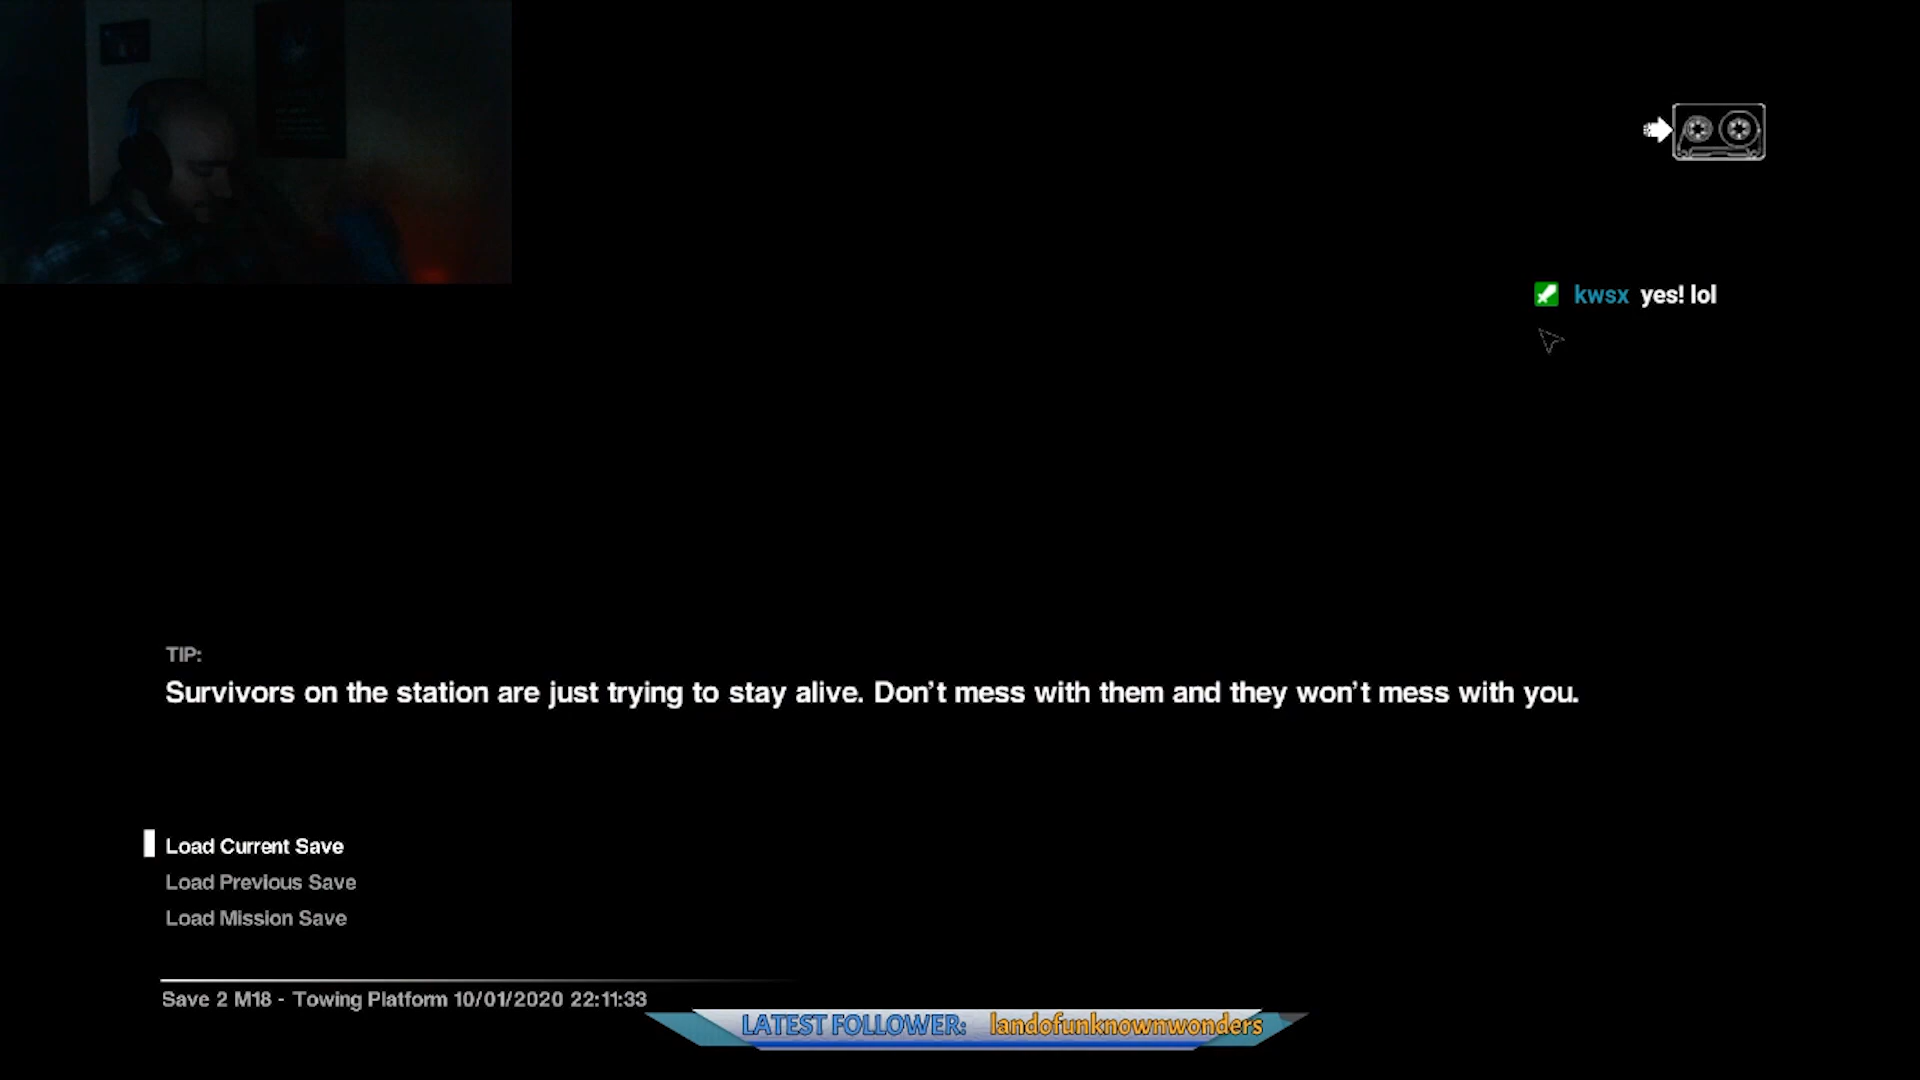 kwsx yes! lol
TIP:
Survivors on the station are just trying to stay alive. Don't mess with them and they won't mess with you.
Load Current Save
Load Previous Save
Load Mission Save
Save 2 M18 - Towing Platform 10/01/2020 22:11:33
LATEST FOLLOWER: landofunknownwonders